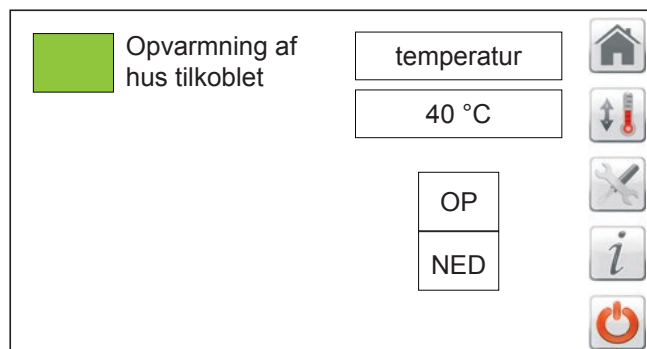 Opvarmning af
hus tilkoblet
temperatur
40 °C
OP
NED
i